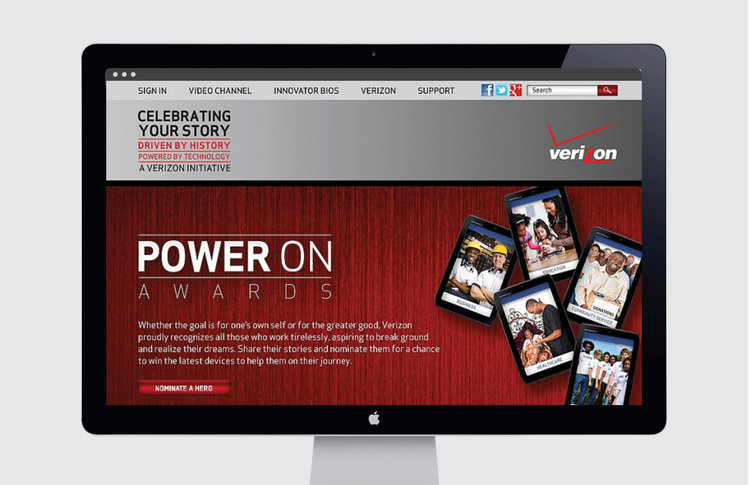 SIGN IN VIDEO CHANNEL INNOVATOR BIOS VERIZON SUPPORT f g+ Search
CELEBRATING
YOUR STORY
DRIVEN BY HISTORY
POWERED BY TECHNOLOGY
A VERIZON INITIATIVE
verizon
POWER ON
AWARDS
Whether the goal is for one's own self or for the greater good, Verizon
proudly recognizes all those who work tirelessly, aspiring to break ground
and realize their dreams. Share their stories and nominate them for a chance
to win the latest devices to help them on their journey.
NOMINATE A HERO
BUSINESS
EDUCATION
DONATIONS
COMMUNITY SERVICE
HEALTHCARE